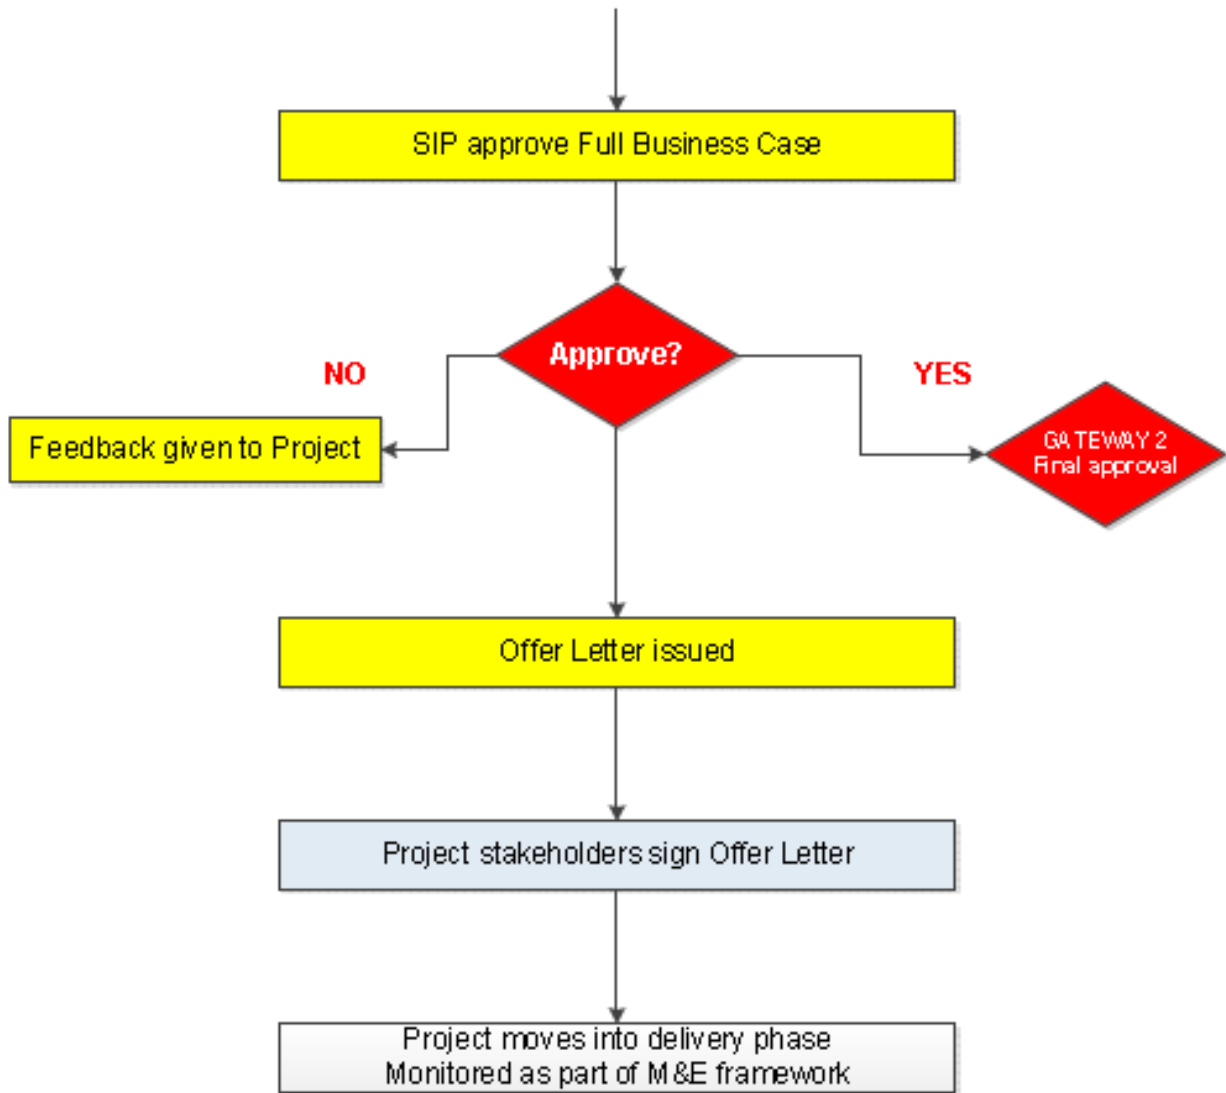 SIP approve Full Business Case
Approve?
NO
YES
Feedback given to Project
GATEWAY 2
Final approval
Offer Letter issued
Project stakeholders sign Offer Letter
Project moves into delivery phase
Monitored as part of M&E framework